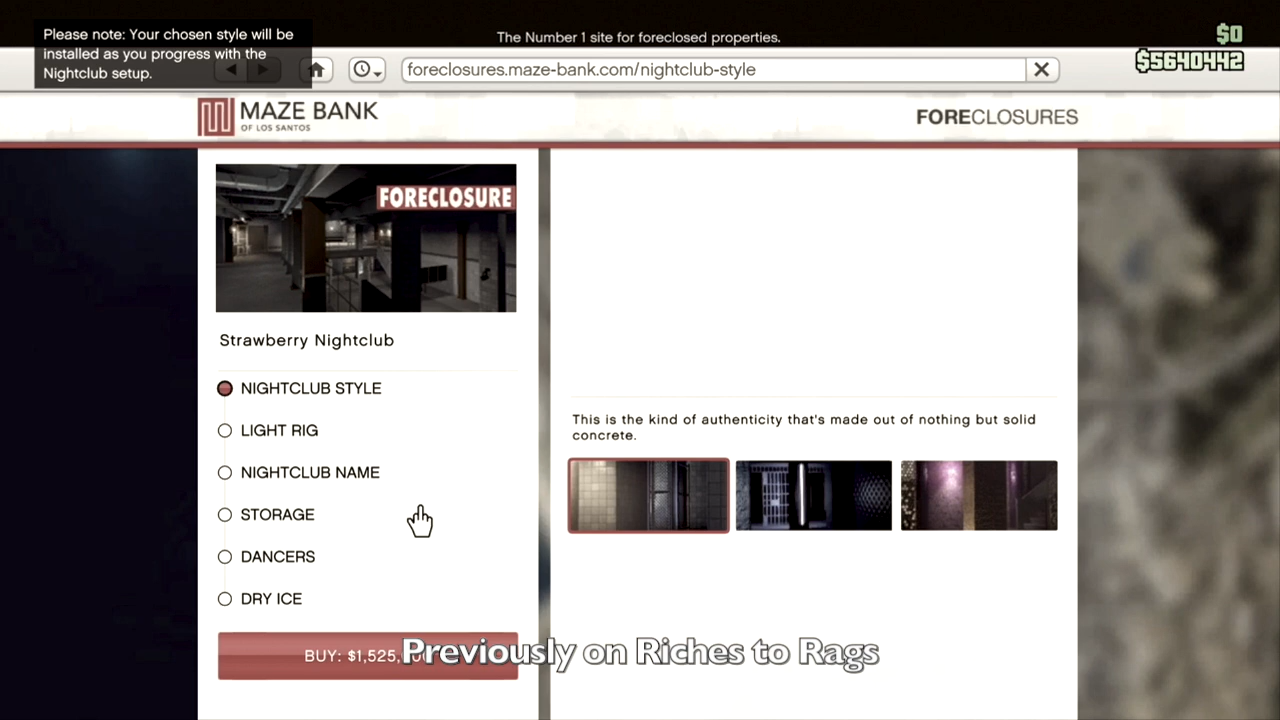 Please note: Your chosen style will be
installed as you progress with the
Nightclub setup.
The Number 1 site for foreclosed properties.
$0
$5640442
foreclosures.maze-bank.com/nightclub-style
MAZE BANK
OF LOS SANTOS
FORECLOSURES
FORECLOSURE
Strawberry Nightclub
NIGHTCLUB STYLE
LIGHT RIG
NIGHTCLUB NAME
STORAGE
DANCERS
DRY ICE
This is the kind of authenticity that's made out of nothing but solid
concrete.
BUY: $1,525,
Previously on Riches to Rags